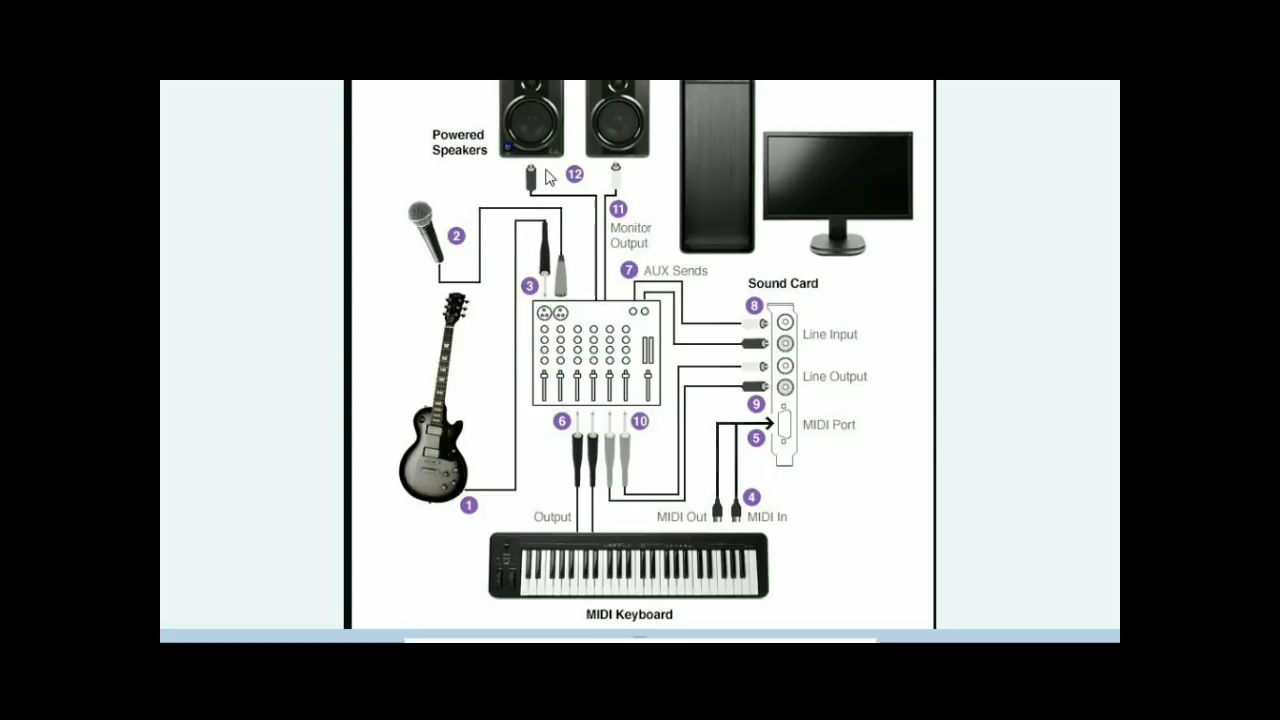 Powered
Speakers
12
11
Monitor
Output
2
7 AUX Sends
3
Sound Card
8
Line Input
Line Output
9
6
10
MIDI Port
5
4
1
Output
MIDI Out
MIDI In
MIDI Keyboard